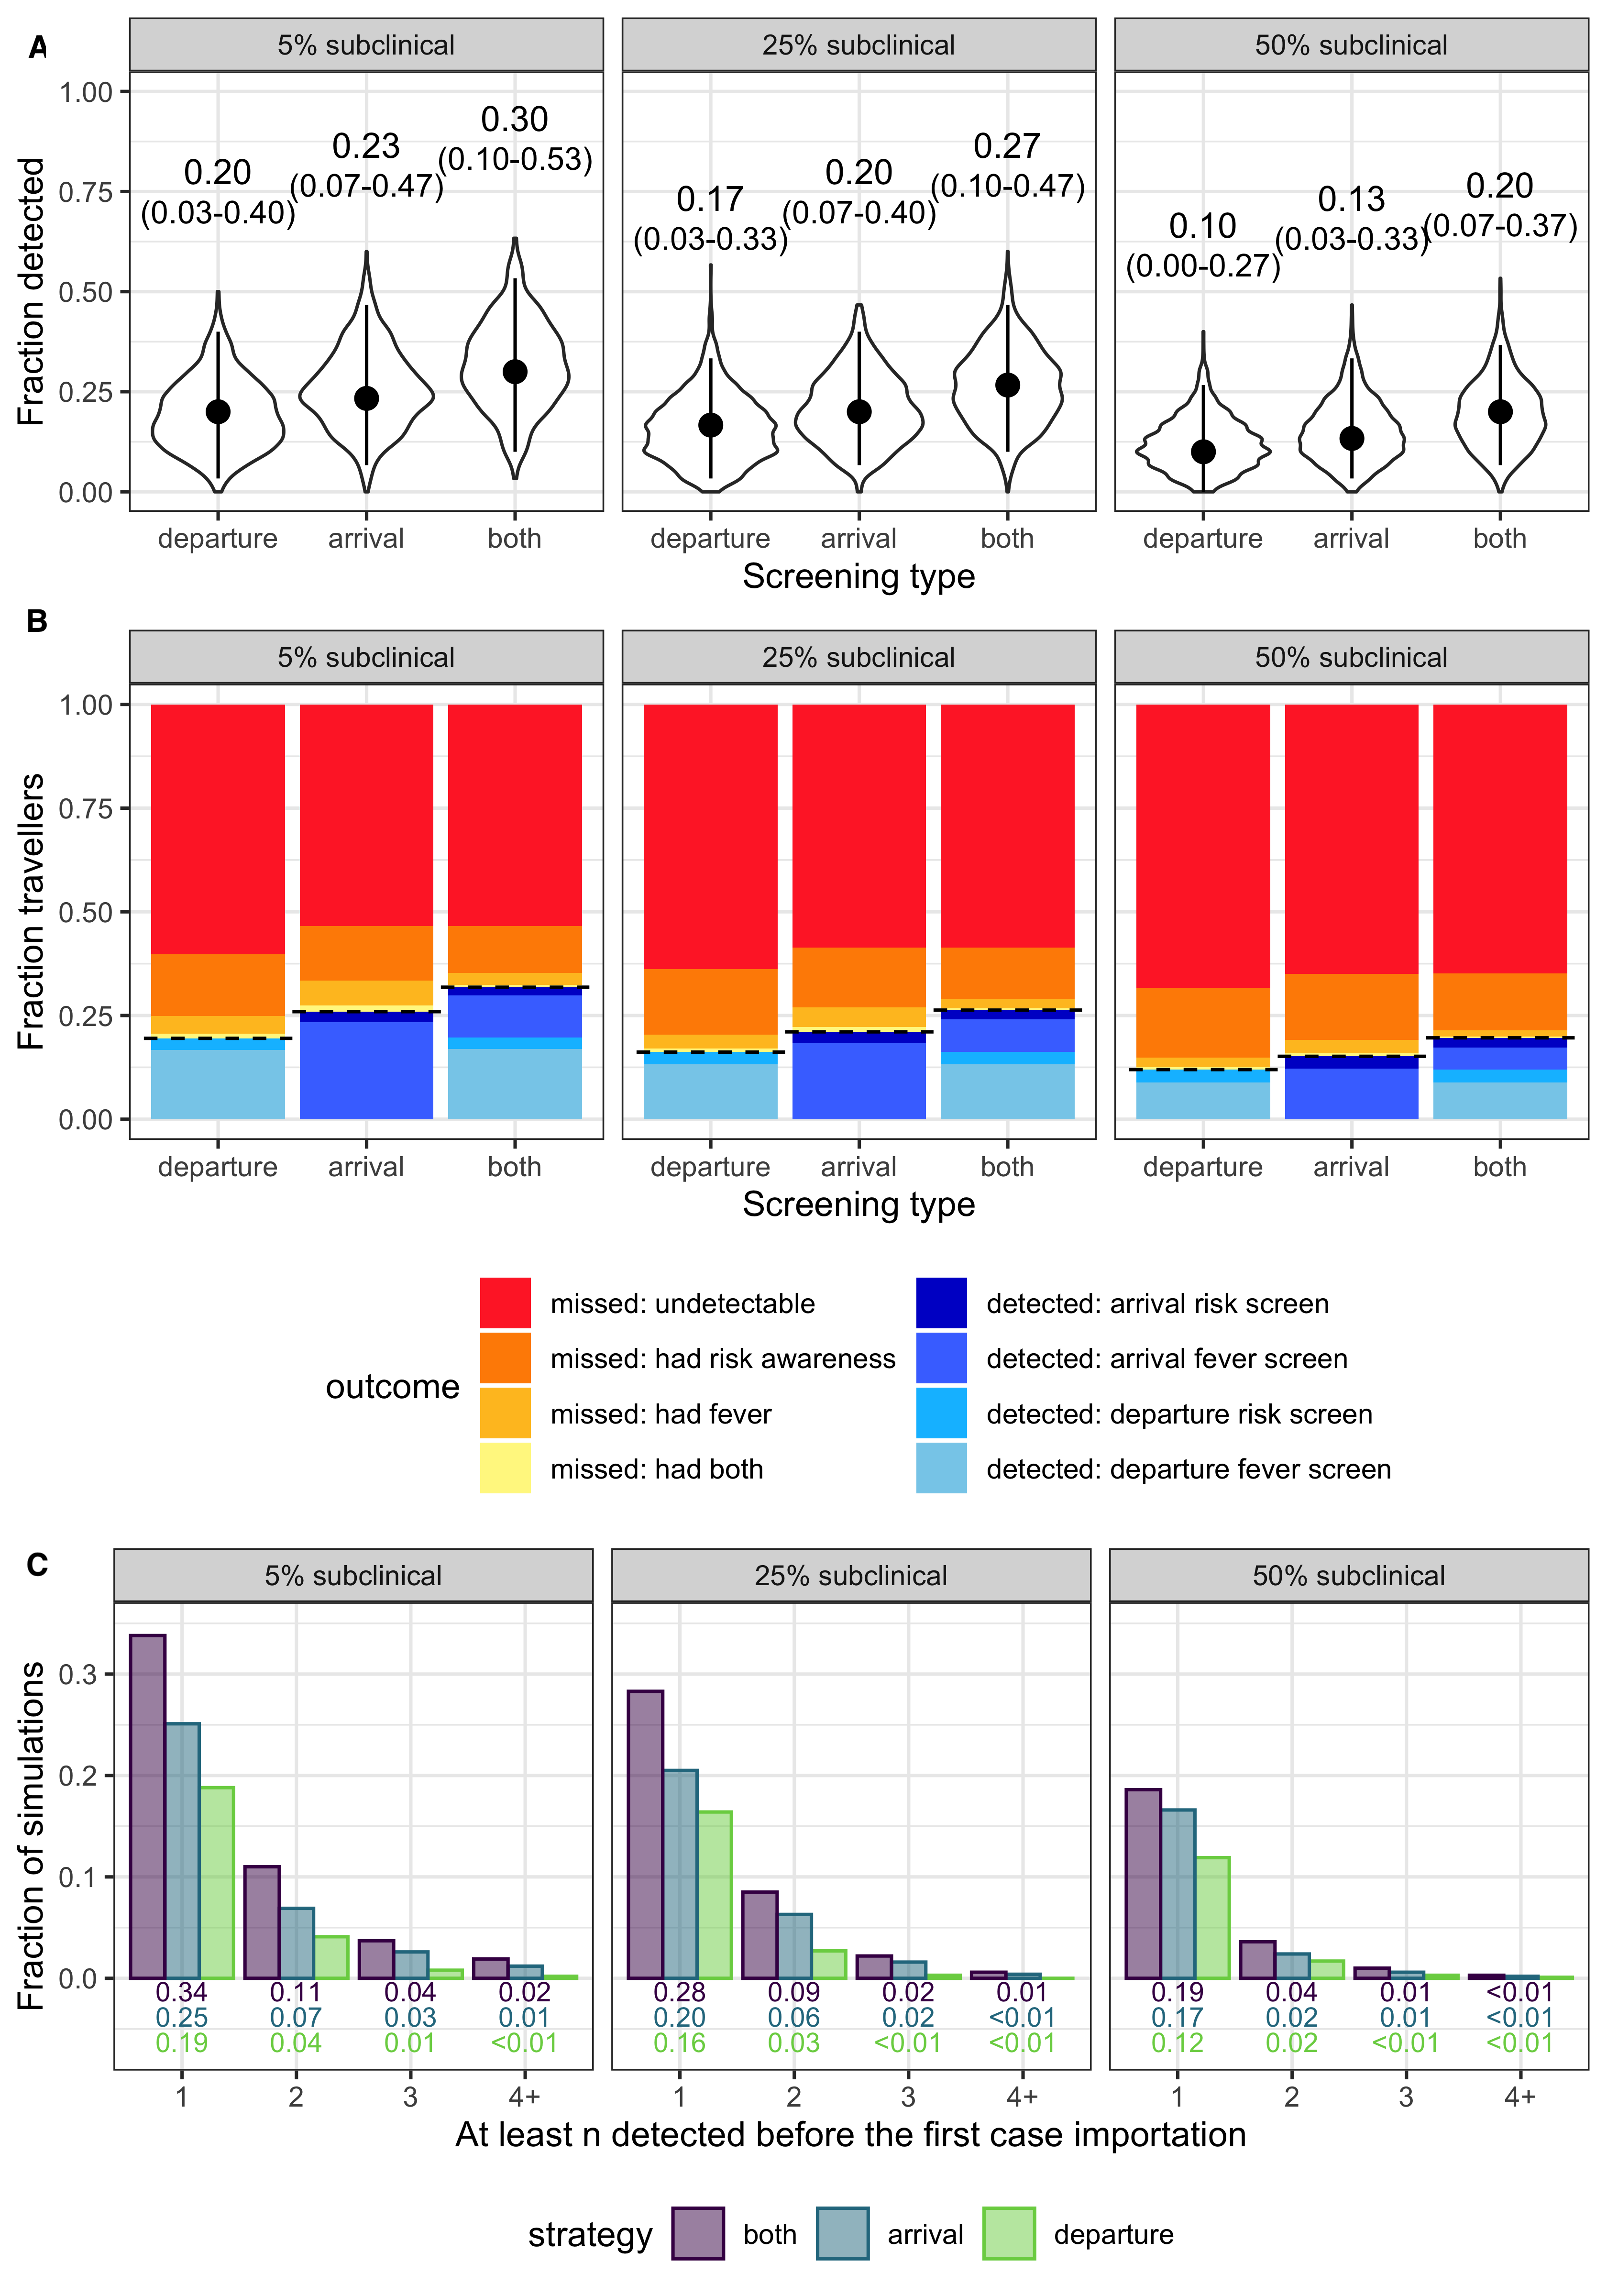 A
5% subclinical
25% subclinical
50% subclinical
Fraction detected
1.00
0.75
0.50
0.25
0.00
0.20
(0.03-0.40)
0.23
(0.07-0.47)
0.30
(0.10-0.53)
0.17
(0.03-0.33)
0.20
(0.07-0.40)
0.27
(0.10-0.47)
0.10
(0.00-0.27)
0.13
(0.03-0.33)
0.20
(0.07-0.37)
departure arrival both
departure arrival both
departure arrival both
Screening type
B
5% subclinical
25% subclinical
50% subclinical
Fraction travellers
1.00
0.75
0.50
0.25
0.00
departure arrival both
departure arrival both
departure arrival both
Screening type
outcome
missed: undetectable
missed: had risk awareness
missed: had fever
missed: had both
detected: arrival risk screen
detected: arrival fever screen
detected: departure risk screen
detected: departure fever screen
C
5% subclinical
25% subclinical
50% subclinical
Fraction of simulations
0.3
0.2
0.1
0.0
0.34 0.11 0.04 0.02
0.25 0.07 0.03 0.01
0.19 0.04 0.01 <0.01
0.28 0.09 0.02 0.01
0.20 0.06 0.02 <0.01
0.16 0.03 <0.01 <0.01
0.19 0.04 0.01 <0.01
0.17 0.02 0.01 <0.01
0.12 0.02 <0.01 <0.01
1 2 3 4+
1 2 3 4+
1 2 3 4+
At least n detected before the first case importation
strategy both arrival departure